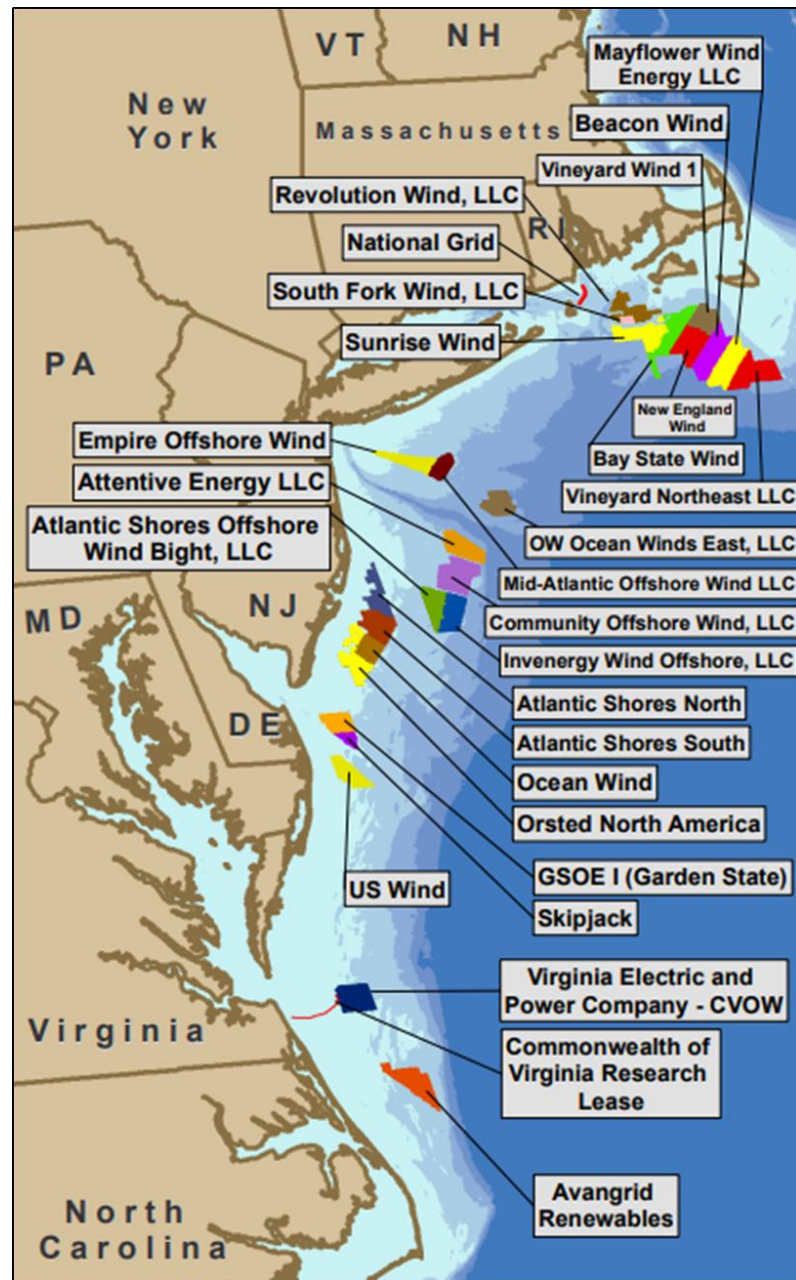 VT
NH
Mayflower Wind
Energy LLC
New
York
Massachusetts
Beacon Wind
Vineyard Wind 1
Revolution Wind, LLC
RI
National Grid
South Fork Wind, LLC
Sunrise Wind
PA
New England
Wind
Empire Offshore Wind
Bay State Wind
Attentive Energy LLC
Vineyard Northeast LLC
Atlantic Shores Offshore
Wind Bight, LLC
OW Ocean Winds East, LLC
Mid-Atlantic Offshore Wind LLC
MD
NJ
Community Offshore Wind, LLC
Invenergy Wind Offshore, LLC
Atlantic Shores North
DE
Atlantic Shores South
Ocean Wind
Orsted North America
US Wind
GSOE I (Garden State)
Skipjack
Virginia Electric and
Power Company - CVOW
Virginia
Commonwealth of
Virginia Research
Lease
Avangrid
Renewables
North
Carolina